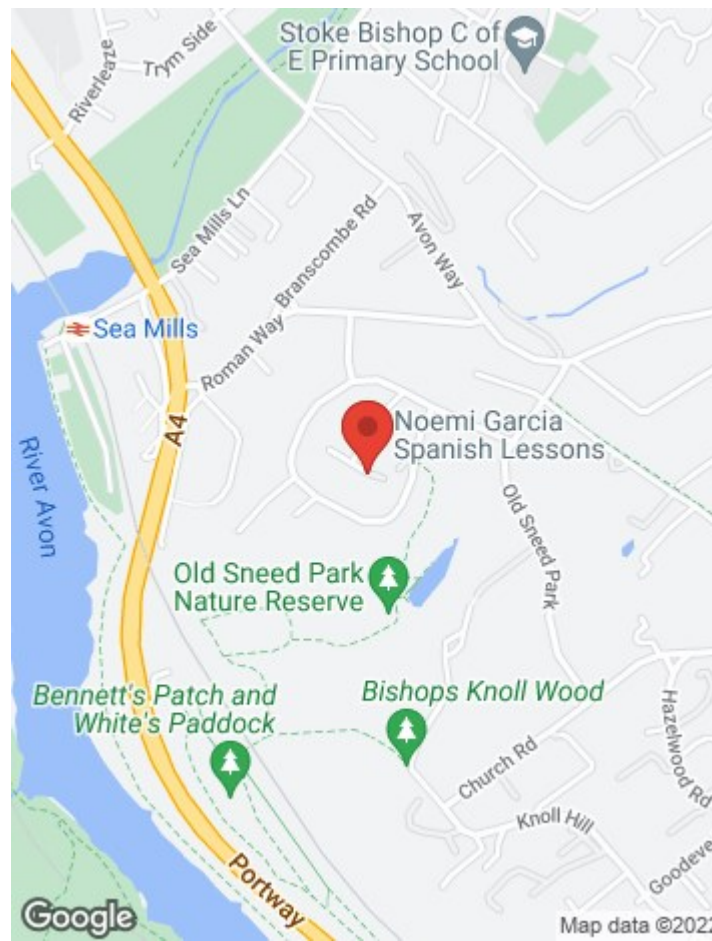 Stoke Bishop C of
E Primary School
Trym Side
Riverleaze
Sea Mills Ln
Branscombe Rd
Avon Way
Sea Mills
Roman Way
A4
Noemi Garcia
Spanish Lessons
River Avon
Old Sneed Park
Old Sneed Park
Nature Reserve
Bennett's Patch and
White's Paddock
Bishops Knoll Wood
Hazelwood Rd
Church Rd
Knoll Hill
Portway
Goodeve
Google
Map data ©2022